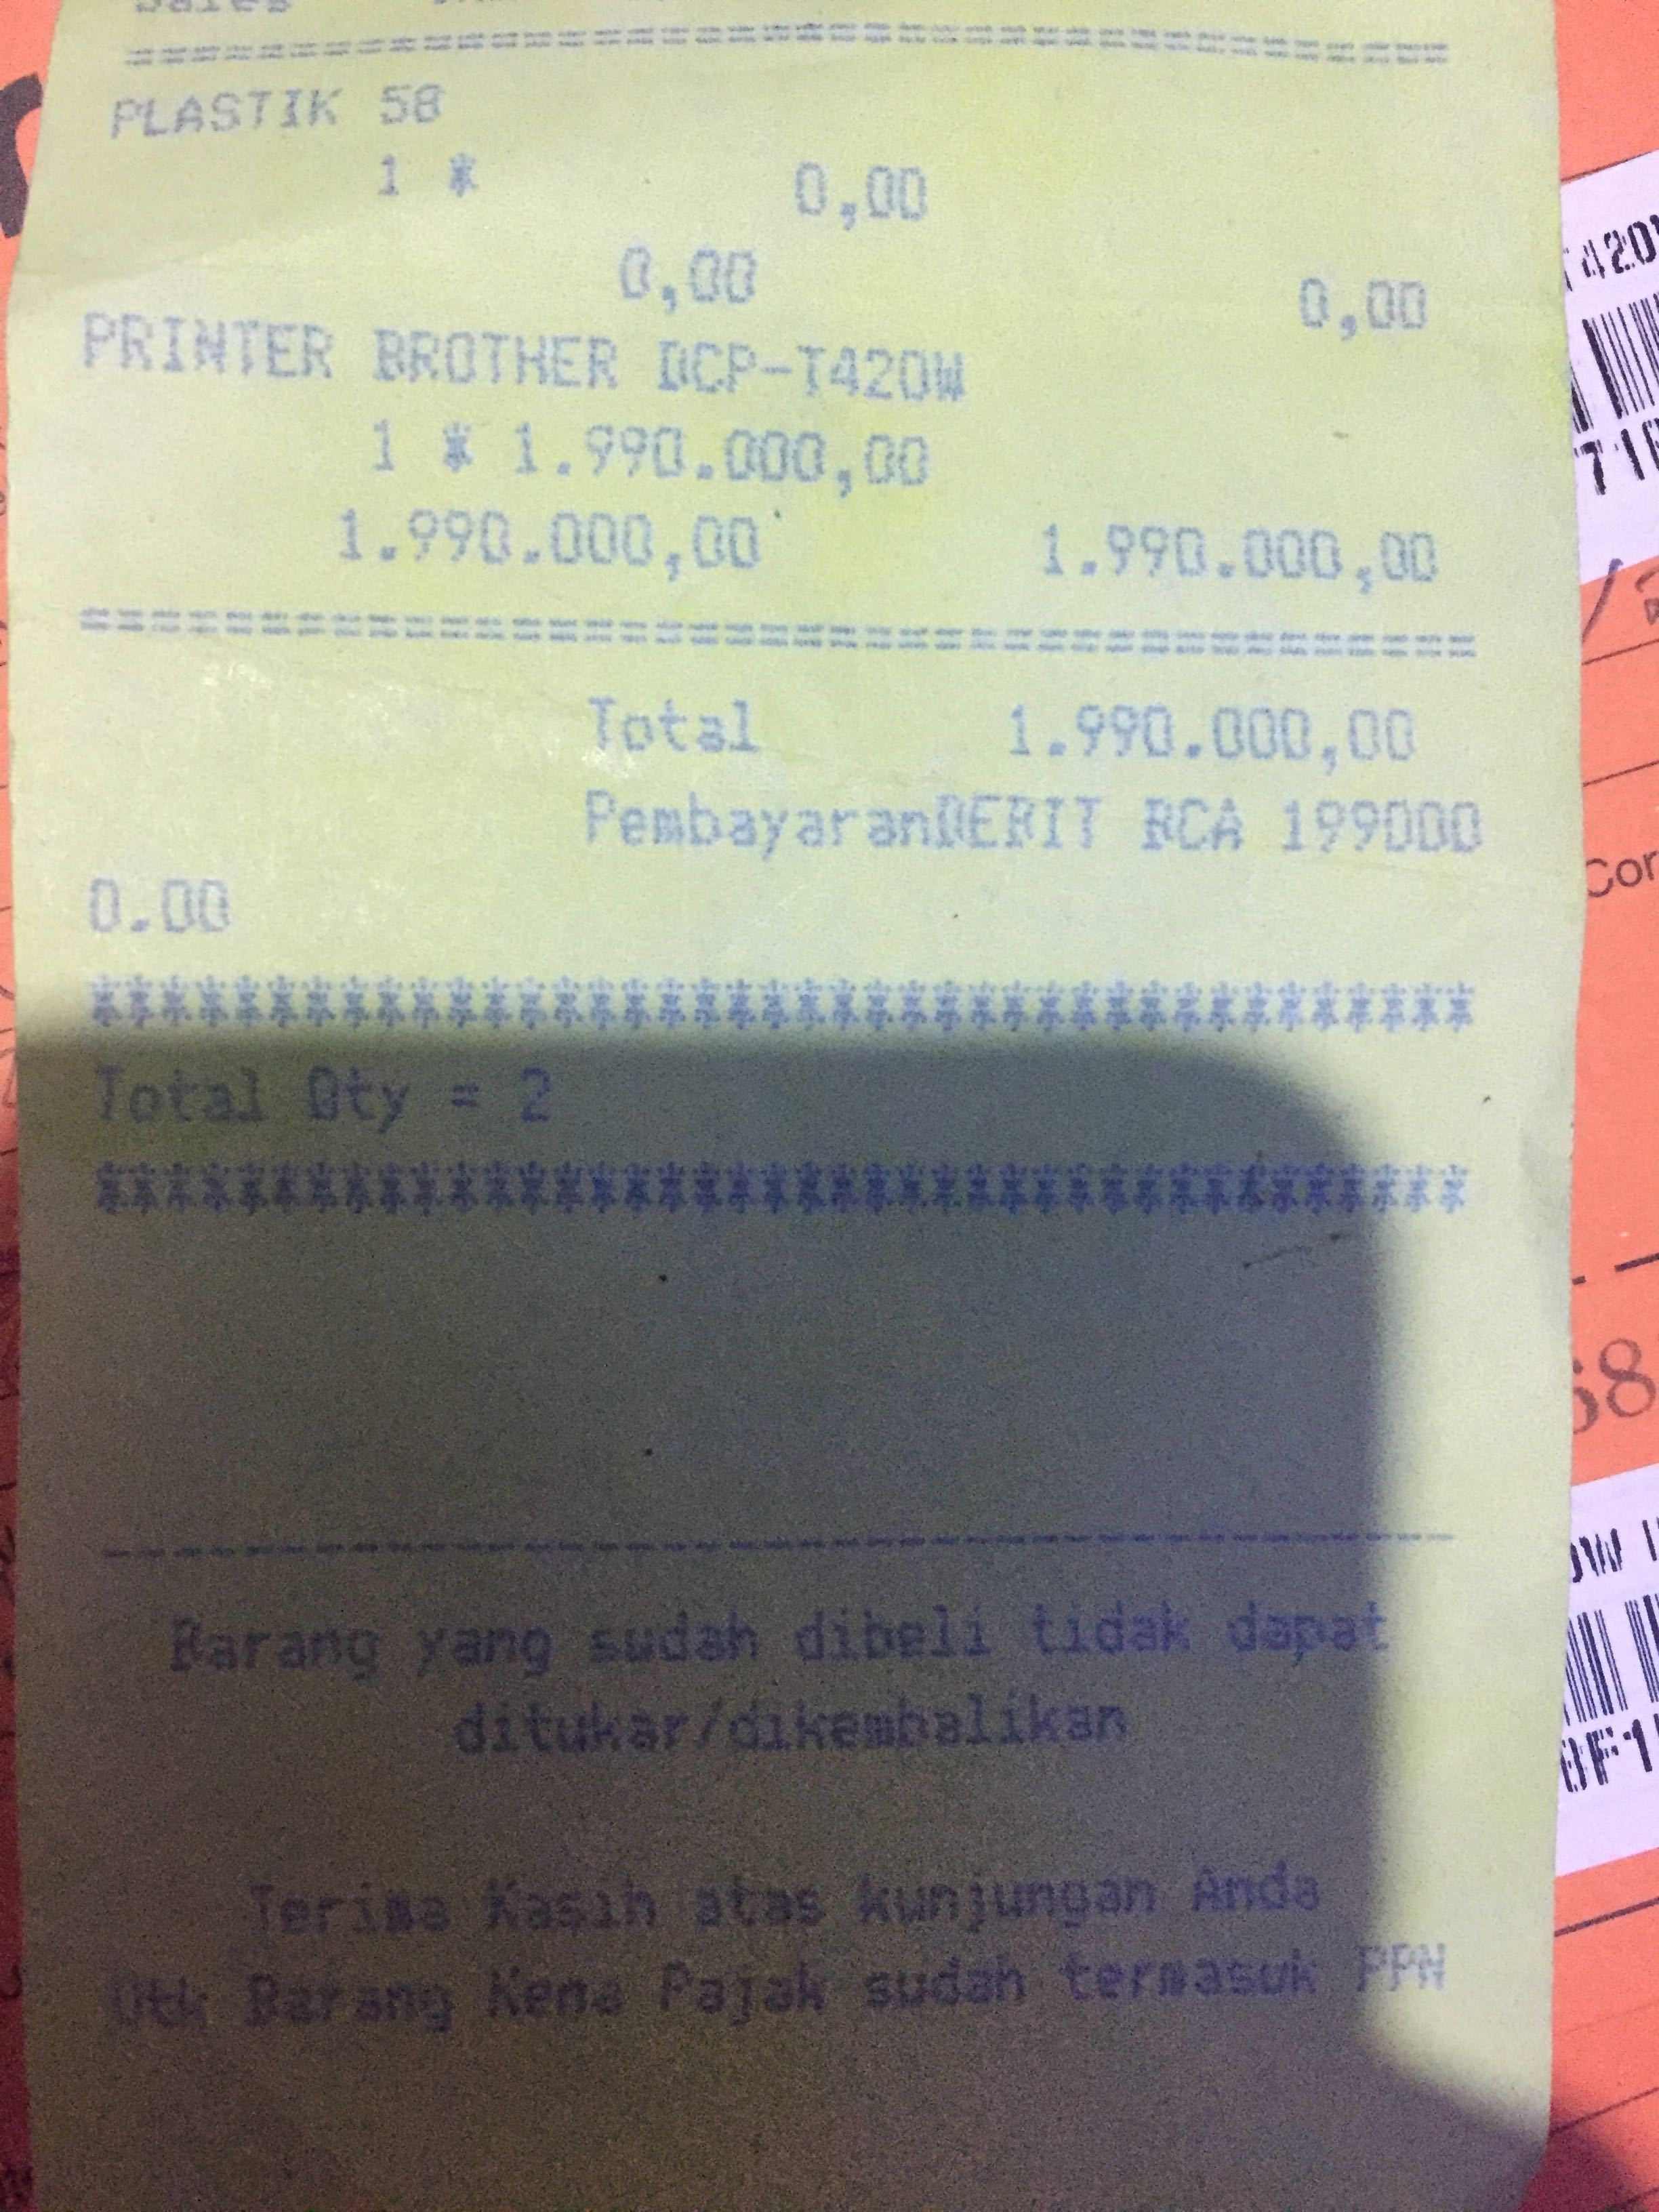 Sales
================================
PLASTIK 58
1 * 0,00
0,00 0,00
PRINTER BROTHER DCP-T420W
1 * 1.990.000,00
1.990.000,00 1.990.000,00
================================
Total 1.990.000,00
PembayaranDEBIT BCA 199000
0.00
***************************************
Total Qty = 2
***************************************
--------------------------------------
Barang yang sudah dibeli tidak dapat
ditukar/dikembalikan
Terima Kasih atas kunjungan Anda
Utk Barang Kena Pajak sudah termasuk PPN